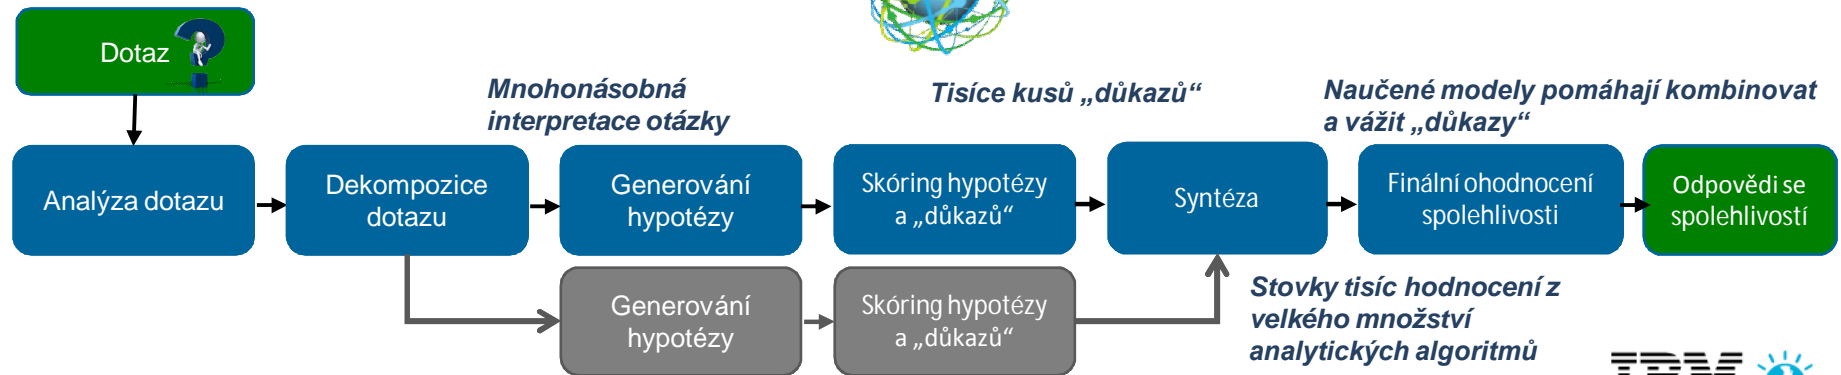 Dotaz
Mnohonásobná
interpretace otázky
Tisíce kusů „důkazů“
Naučené modely pomáhají kombinovat
a vážit „důkazy“
Analýza dotazu
Dekompozice
dotazu
Generování
hypotézy
Skóring hypotézy
a „důkazů“
Syntéza
Finální ohodnocení
spolehlivosti
Odpovědi se
spolehlivostí
Generování
hypotézy
Skóring hypotézy
a „důkazů“
Stovky tisíc hodnocení z
velkého množství
analytických algoritmů
IBM